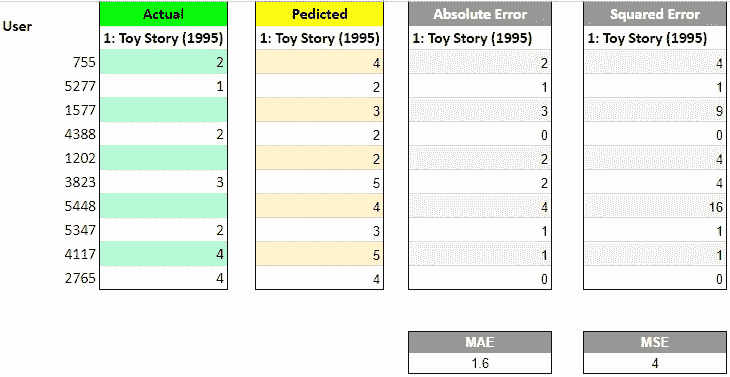 User Actual Pedicted Absolute Error Squared Error
1: Toy Story (1995) 1: Toy Story (1995) 1: Toy Story (1995) 1: Toy Story (1995)
755 2 4 2 4
5277 1 2 1 1
1577 3 3 9
4388 2 2 0 0
1202 2 2 4
3823 3 5 2 4
5448 4 4 16
5347 2 3 1 1
4117 4 5 1 1
2765 4 4 0 0
MAE MSE
1.6 4